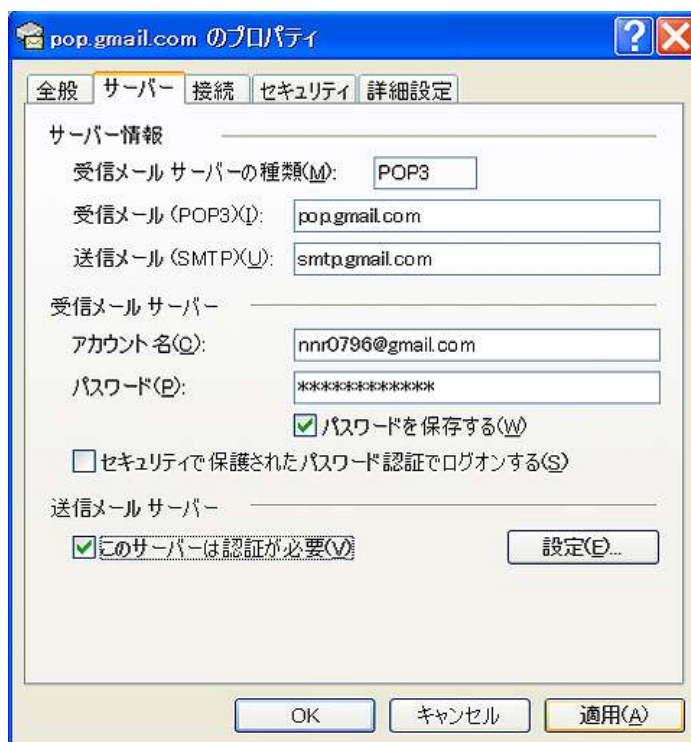 pop.gmail.com のプロパティ
全般 サーバー 接続 セキュリティ 詳細設定
サーバー情報
受信メール サーバーの種類(M): POP3
受信メール (POP3)(I): pop.gmail.com
送信メール (SMTP)(U): smtp.gmail.com
受信メール サーバー
アカウント名(C): nnr0796@gmail.com
パスワード(P): ************
パスワードを保存する(W)
セキュリティで保護されたパスワード認証でログオンする(S)
送信メール サーバー
このサーバーは認証が必要(V) 設定(E)...
OK キャンセル 適用(A)